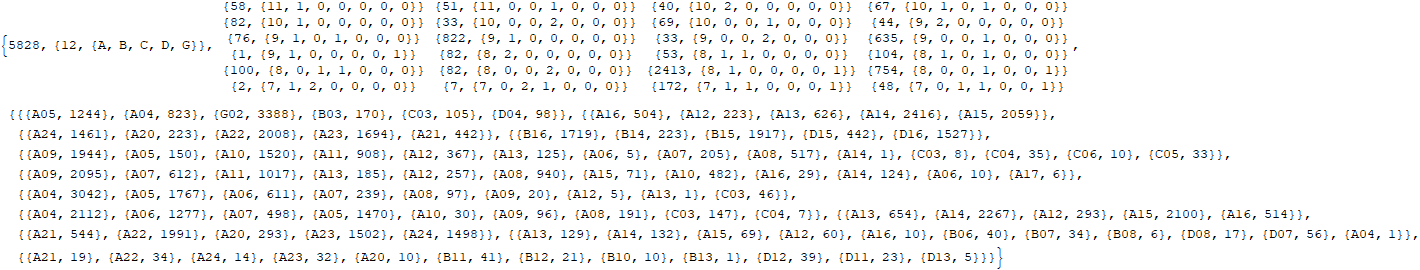 {58, {11, 1, 0, 0, 0, 0, 0}} {51, {11, 0, 0, 1, 0, 0, 0}} {40, {10, 2, 0, 0, 0, 0, 0}} {67, {10, 1, 0, 1, 0, 0, 0}}
{82, {10, 1, 0, 0, 0, 0, 0}} {33, {10, 0, 0, 2, 0, 0, 0}} {69, {10, 0, 0, 1, 0, 0, 0}} {44, {9, 2, 0, 0, 0, 0, 0}}
{5828, {12, {A, B, C, D, G}}, {76, {9, 1, 0, 1, 0, 0, 0}} {822, {9, 1, 0, 0, 0, 0, 0}} {33, {9, 0, 0, 2, 0, 0, 0}} {635, {9, 0, 0, 1, 0, 0, 0}} ,
{1, {9, 1, 0, 0, 0, 0, 1}} {82, {8, 2, 0, 0, 0, 0, 0}} {53, {8, 1, 1, 0, 0, 0, 0}} {104, {8, 1, 0, 1, 0, 0, 0}}
{100, {8, 0, 1, 1, 0, 0, 0}} {82, {8, 0, 0, 2, 0, 0, 0}} {2413, {8, 1, 0, 0, 0, 0, 1}} {754, {8, 0, 0, 1, 0, 0, 1}}
{2, {7, 1, 2, 0, 0, 0, 0}} {7, {7, 0, 2, 1, 0, 0, 0}} {172, {7, 1, 1, 0, 0, 0, 1}} {48, {7, 0, 1, 1, 0, 0, 1}}
{{{A05, 1244}, {A04, 823}, {G02, 3388}, {B03, 170}, {C03, 105}, {D04, 98}}, {{A16, 504}, {A12, 223}, {A13, 626}, {A14, 2416}, {A15, 2059}},
{{A24, 1461}, {A20, 223}, {A22, 2008}, {A23, 1694}, {A21, 442}}, {{B16, 1719}, {B14, 223}, {B15, 1917}, {D15, 442}, {D16, 1527}},
{{A09, 1944}, {A05, 150}, {A10, 1520}, {A11, 908}, {A12, 367}, {A13, 125}, {A06, 5}, {A07, 205}, {A08, 517}, {A14, 1}, {C03, 8}, {C04, 35}, {C06, 10}, {C05, 33}},
{{A09, 2095}, {A07, 612}, {A11, 1017}, {A13, 185}, {A12, 257}, {A08, 940}, {A15, 71}, {A10, 482}, {A16, 29}, {A14, 124}, {A06, 10}, {A17, 6}},
{{A04, 3042}, {A05, 1767}, {A06, 611}, {A07, 239}, {A08, 97}, {A09, 20}, {A12, 5}, {A13, 1}, {C03, 46}},
{{A04, 2112}, {A06, 1277}, {A07, 498}, {A05, 1470}, {A10, 30}, {A09, 96}, {A08, 191}, {C03, 147}, {C04, 7}}, {{A13, 654}, {A14, 2267}, {A12, 293}, {A15, 2100}, {A16, 514}},
{{A21, 544}, {A22, 1991}, {A20, 293}, {A23, 1502}, {A24, 1498}}, {{A13, 129}, {A14, 132}, {A15, 69}, {A12, 60}, {A16, 10}, {B06, 40}, {B07, 34}, {B08, 6}, {D08, 17}, {D07, 56}, {A04, 1}},
{{A21, 19}, {A22, 34}, {A24, 14}, {A23, 32}, {A20, 10}, {B11, 41}, {B12, 21}, {B10, 10}, {B13, 1}, {D12, 39}, {D11, 23}, {D13, 5}}}}